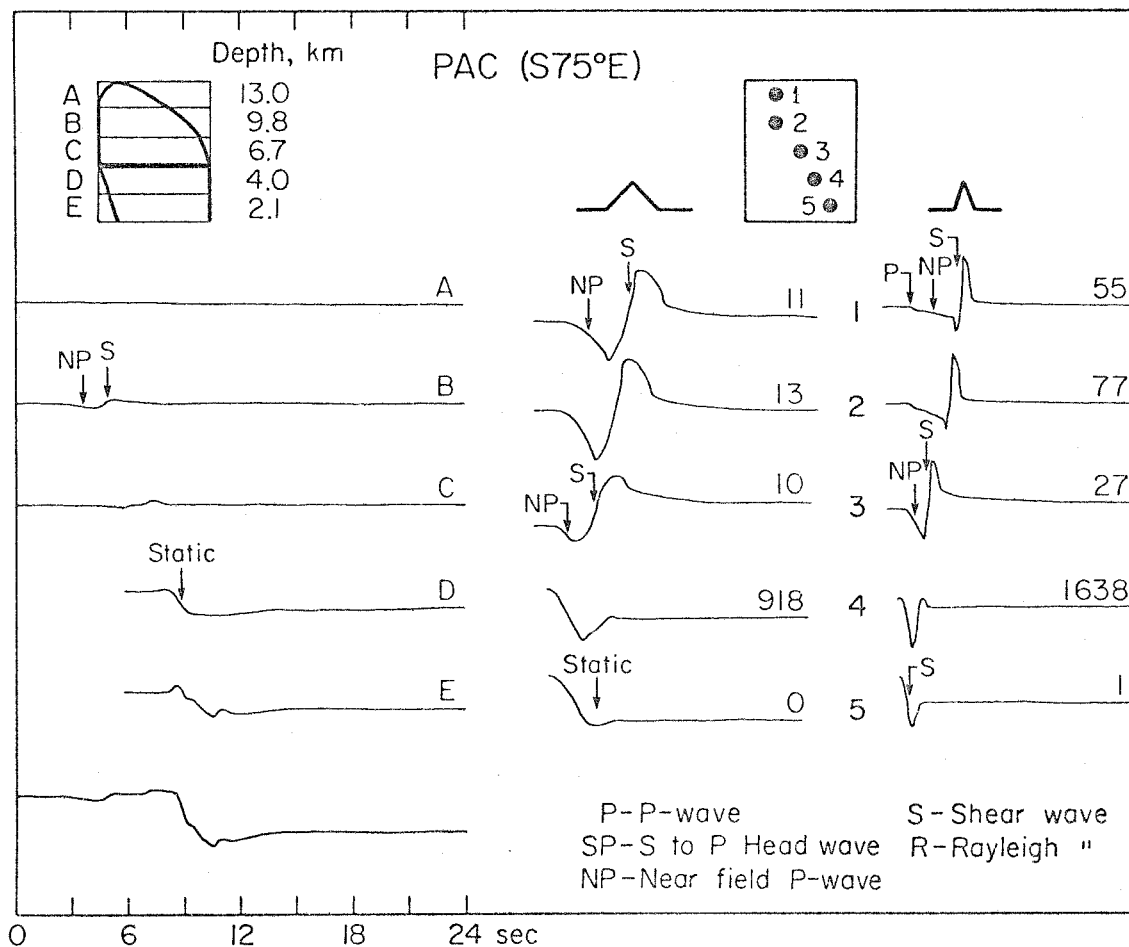 Depth, km
PAC (S75°E)
A 13.0
B 9.8
C 6.7
D 4.0
E 2.1
1
2
3
4
5
A
NP
S
11
1
P
NP
S
55
NP
S
B
13
2
77
C
NP
S
10
3
NP
S
27
Static
D
918
4
1638
E
Static
0
5
S
1
P-P-wave
S-Shear wave
SP-S to P Head wave
R-Rayleigh "
NP-Near field P-wave
0 6 12 18 24 sec